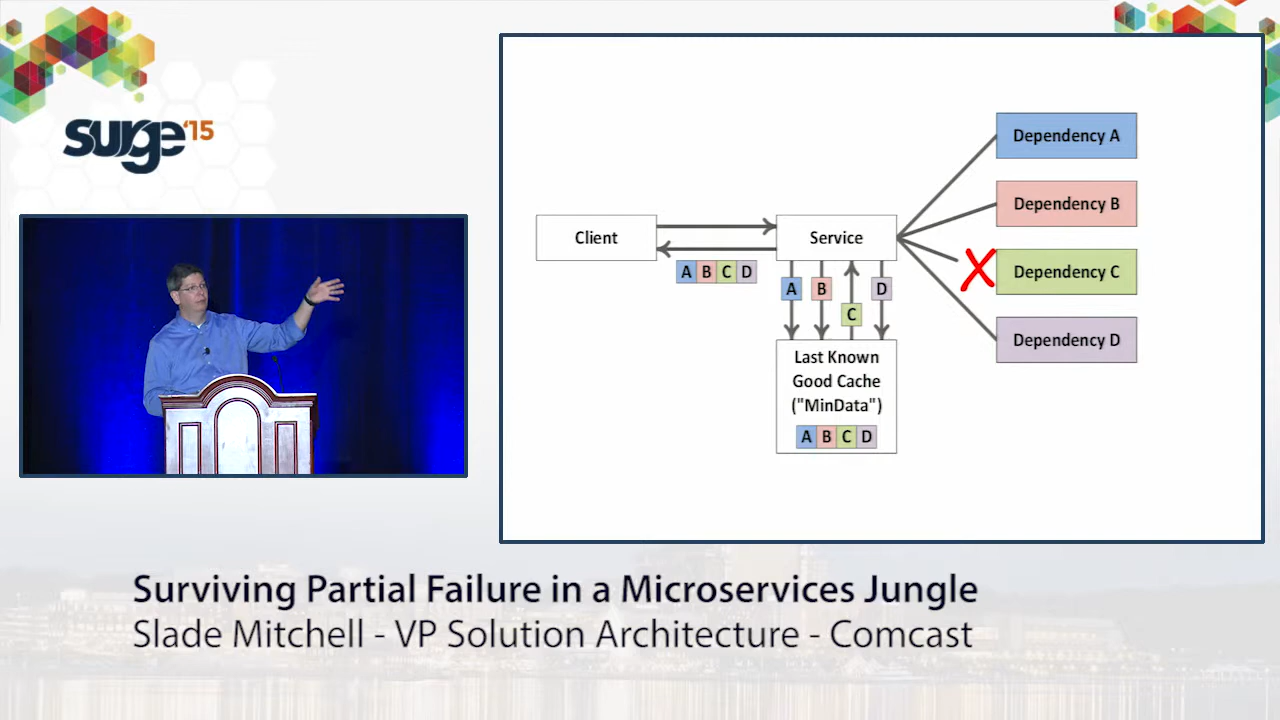 surge '15
Client
Service
A B C D
A
B
C
D
Last Known
Good Cache
("MinData")
A B C D
Dependency A
Dependency B
Dependency C
Dependency D
Surviving Partial Failure in a Microservices Jungle
Slade Mitchell - VP Solution Architecture - Comcast